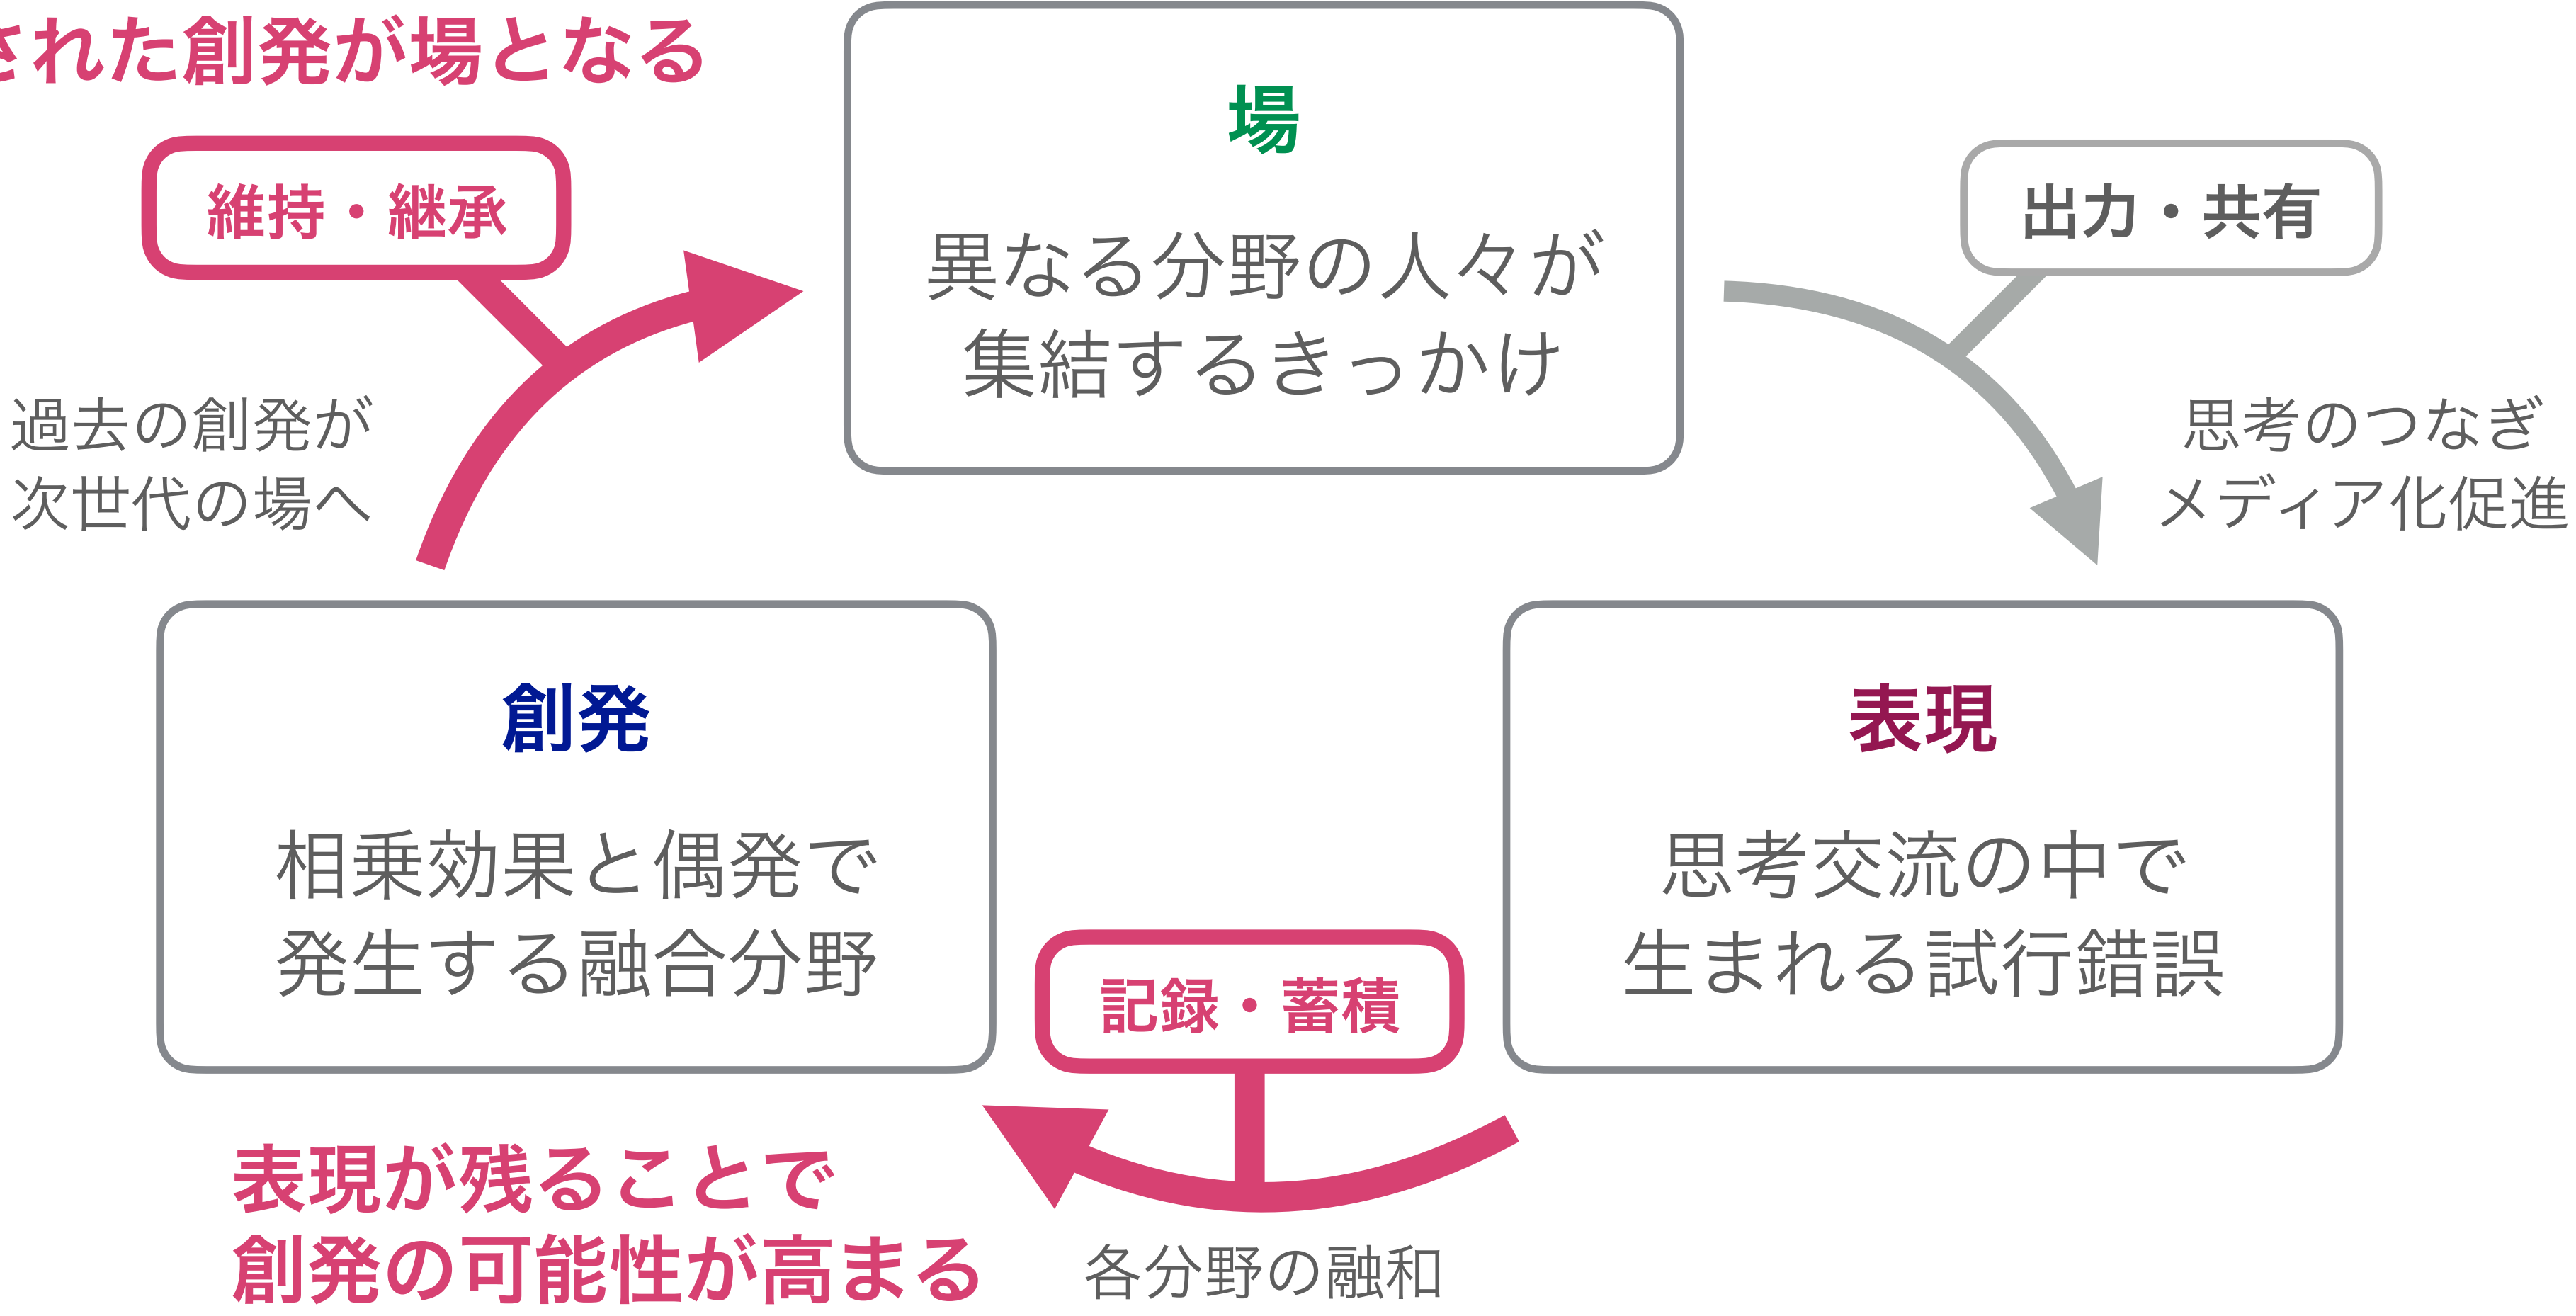 された創発が場となる
場
異なる分野の人々が
集結するきっかけ
維持・継承
出力・共有
過去の創発が
次世代の場へ
思考のつなぎ
メディア化促進
創発
相乗効果と偶発で
発生する融合分野
表現
思考交流の中で
生まれる試行錯誤
記録・蓄積
表現が残ることで
創発の可能性が高まる
各分野の融和